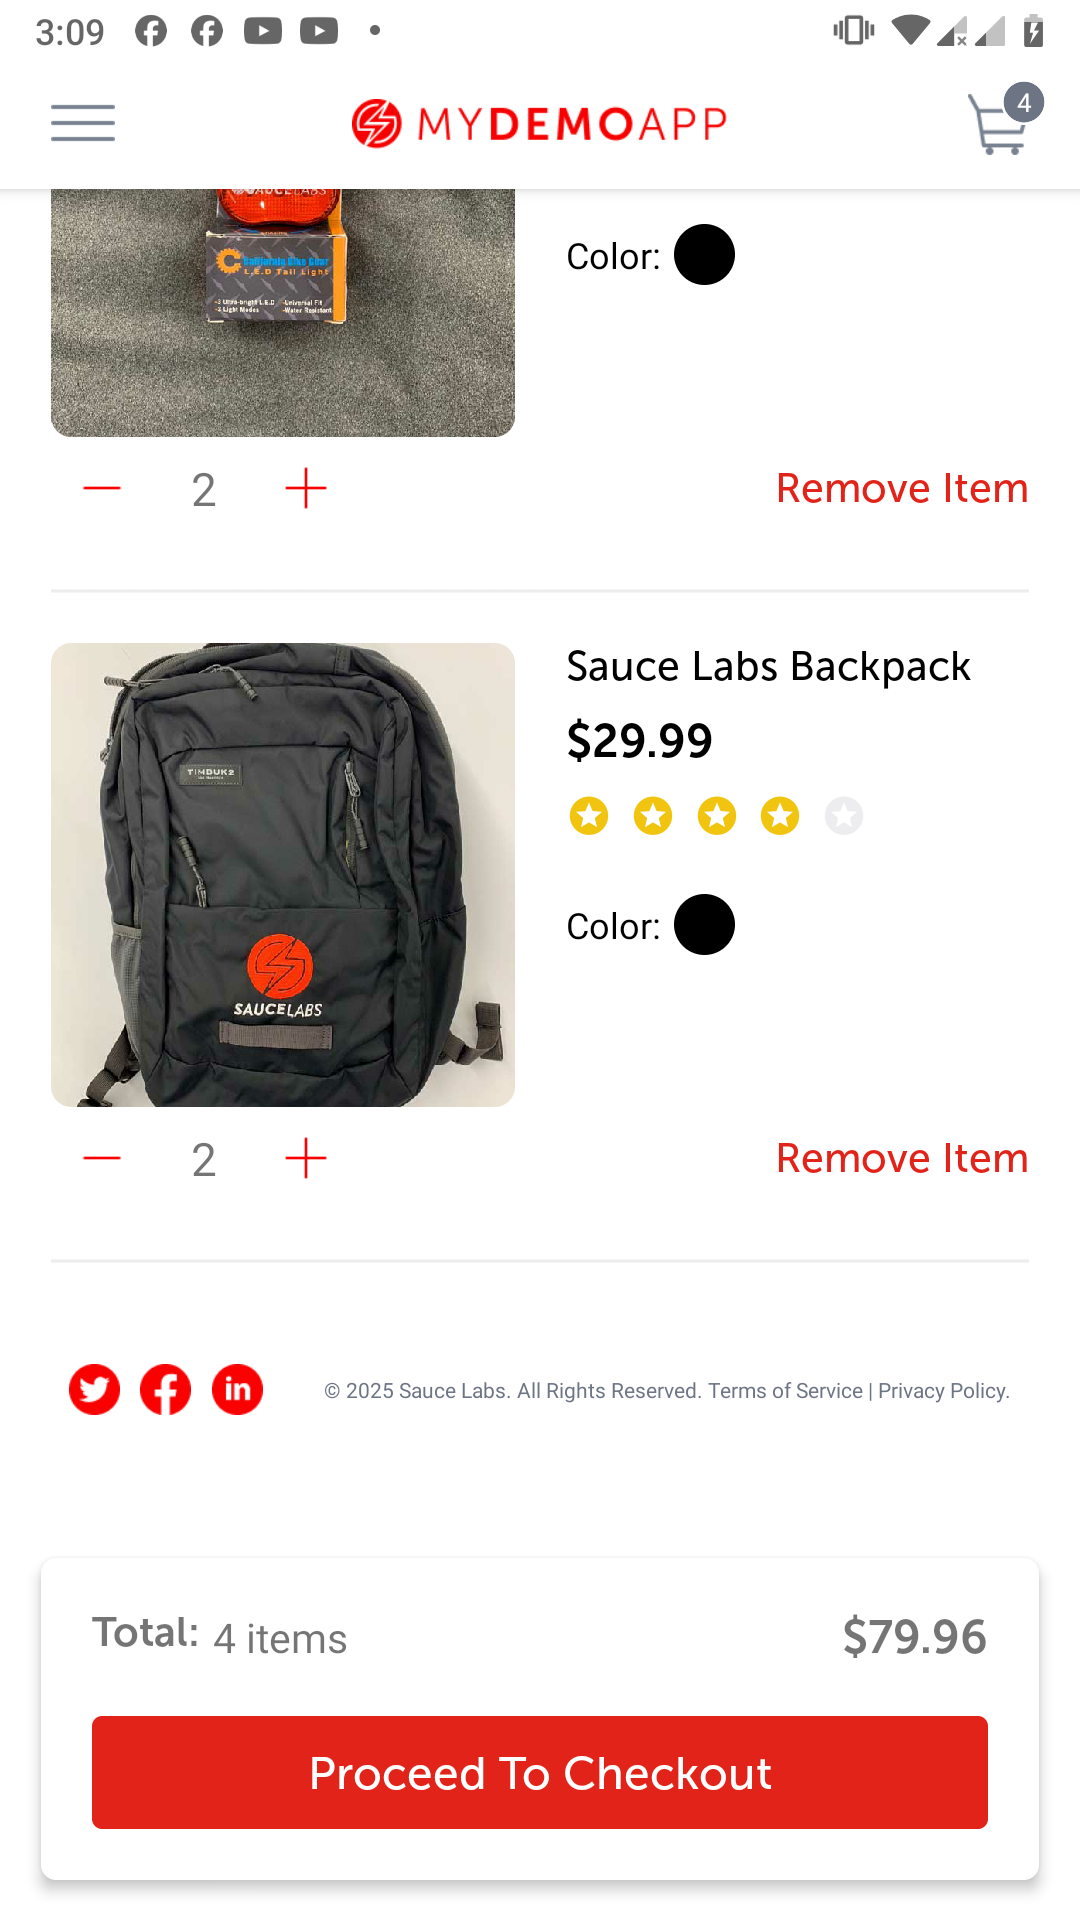 3:09
MYDEMOAPP
4
SAUCELABS
California Bike Gear
L.E.D Tail Light
-3 Ultra-bright L.E.D -Universal Fit
-2 Light Modes -Water Resistant
Color:
2
Remove Item
TIMBUK2
SAUCELABS
Sauce Labs Backpack
$29.99
Color:
2
Remove Item
© 2025 Sauce Labs. All Rights Reserved. Terms of Service | Privacy Policy.
Total: 4 items
$79.96
Proceed To Checkout